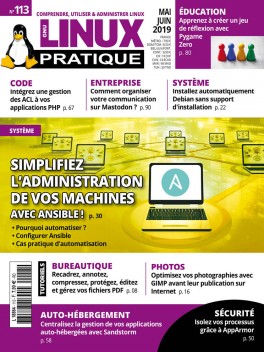 N° 113
COMPRENDRE, UTILISER & ADMINISTRER LINUX
MAI
JUIN
2019
GNU
LINUX
PRATIQUE
ÉDUCATION
Apprenez à créer un jeu
de réflexion avec
Pygame
Zero
p. 80
CODE
Intégrez une gestion
des ACL à vos
applications PHP p. 67
ENTREPRISE
Comment organiser
votre communication
sur Mastodon ? p. 90
SYSTÈME
Installez automatiquement
Debian sans support
d'installation p. 22
SYSTÈME
SIMPLIFIEZ
L'ADMINISTRATION
DE VOS MACHINES
AVEC ANSIBLE ! p. 30
• Pourquoi automatiser ?
• Configurer Ansible
• Cas pratique d'automatisation
TUTORIELS
BUREAUTIQUE
Recadrez, annotez,
compressez, protégez, éditez
et gérez vos fichiers PDF p. 08
PHOTOS
Optimisez vos photographies avec
GIMP avant leur publication sur
Internet p. 16
AUTO-HÉBERGEMENT
Centralisez la gestion de vos applications
auto-hébergées avec Sandstorm
p. 58
SÉCURITÉ
Isolez vos processus
grâce à AppArmor
p. 50